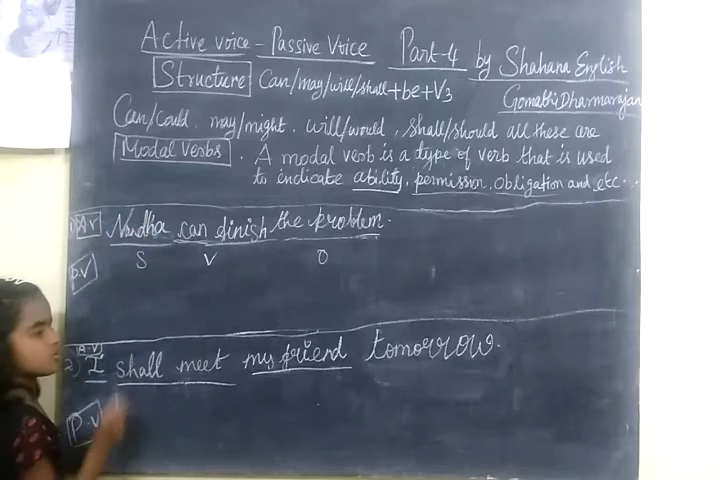 Active voice - Passive Voice Part-4 by Shahana English
Structure Can/may/will/shall+be+V3 Gomathi Dharmarajan
Can/could, may/might, will/would, shall/should all these are
Modal Verbs. A modal verb is a type of verb that is used
to indicate ability, permission, obligation and etc...
1) A.V Nandha can finish the problem.
P.V S V O
(A.V)
2) I shall meet my friend tomorrow.
P.V